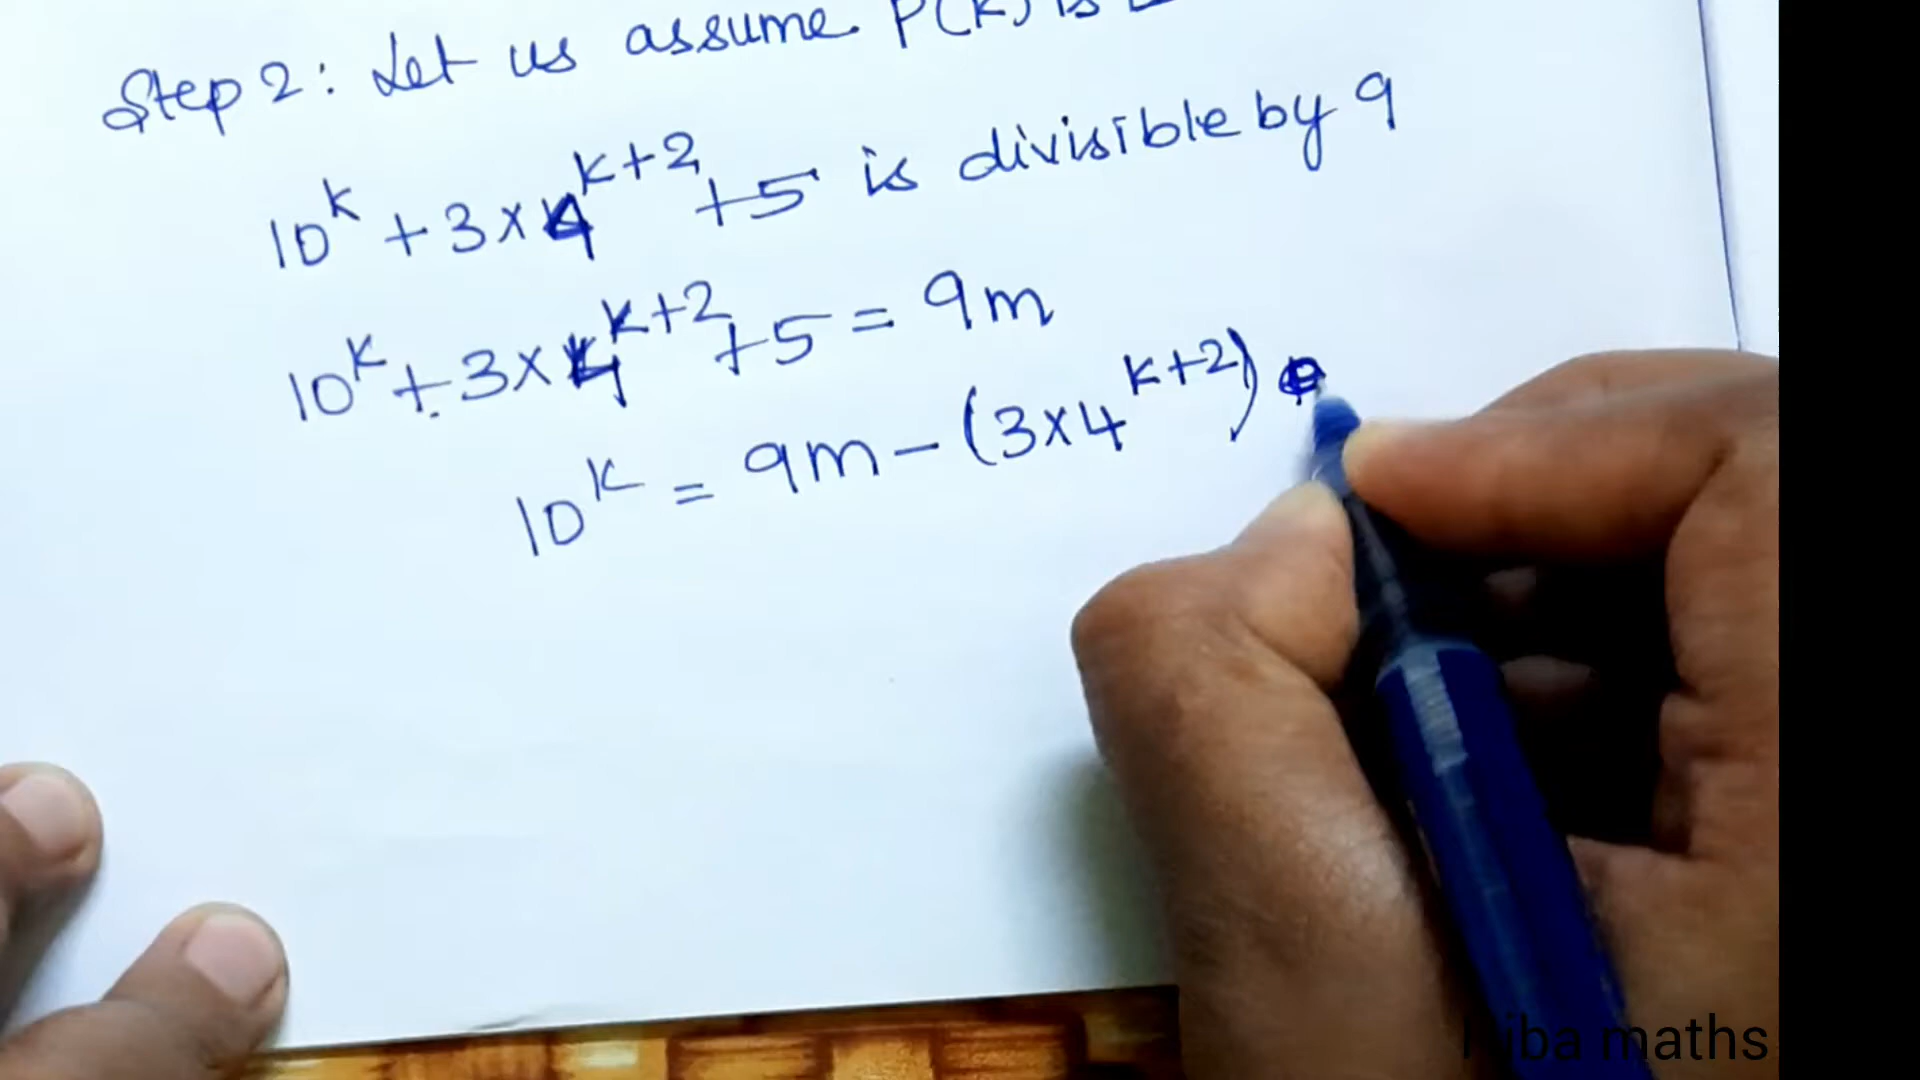 Step 2: Let us assume P(k) is
10^k + 3×4^k+2 +5 is divisible by 9
10^k + 3×4^k+2 +5 = 9m
10^k = 9m − (3×4^k+2)
maths